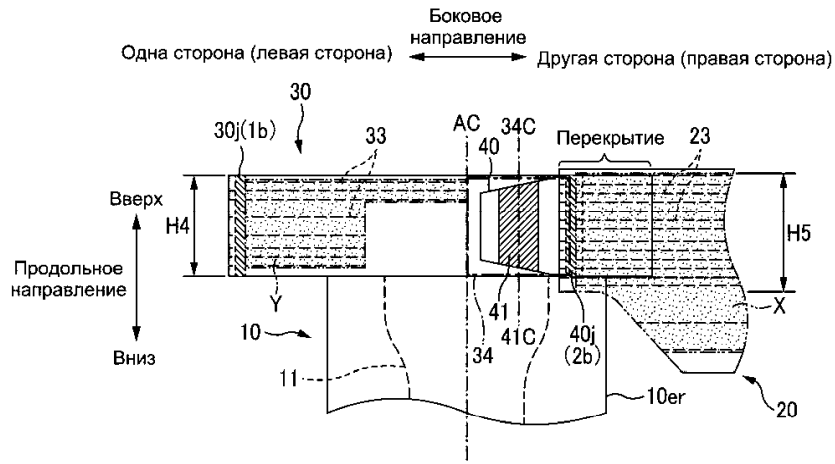 Боковое
направление
Одна сторона (левая сторона)
Другая сторона (правая сторона)
30
30j(1b)
33
AC
34C
40
Перекрытие
23
Вверх
H4
H5
Продольное
направление
Y
X
10
34
41
41C
40j
(2b)
Вниз
11
10er
20